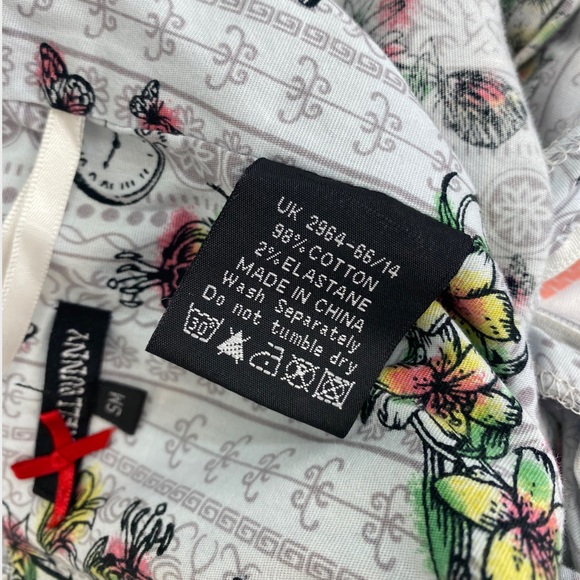 UK 2964-66/14
98% COTTON
2% ELASTANE
MADE IN CHINA
Wash Separately
Do not tumble dry
30°
SM